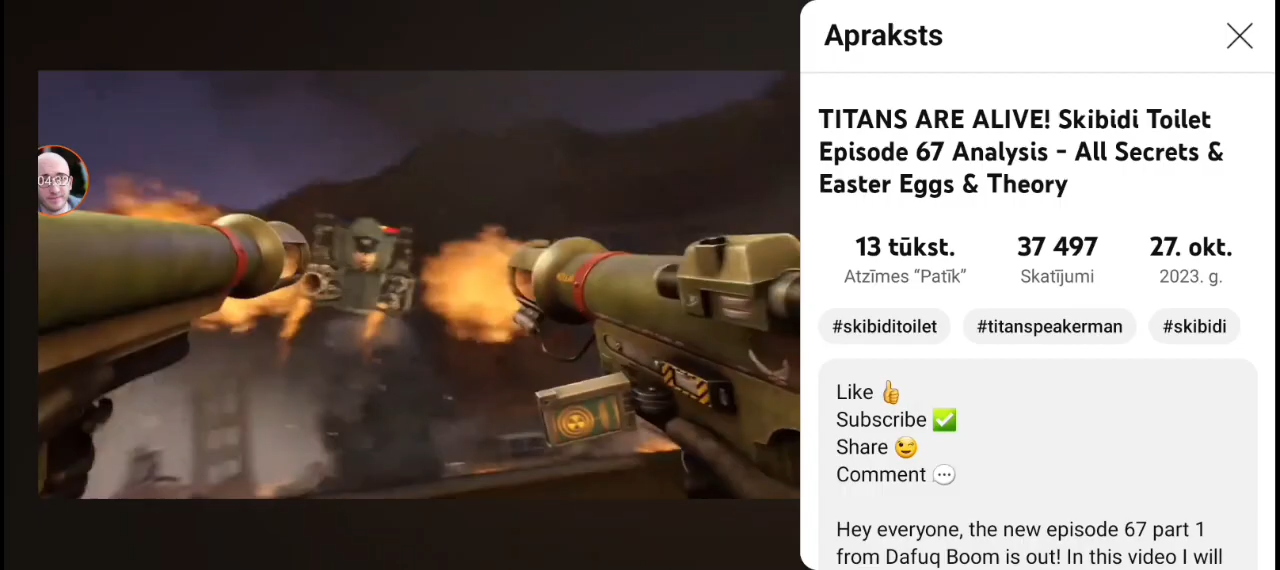 Apraksts
04:32
TITANS ARE ALIVE! Skibidi Toilet
Episode 67 Analysis - All Secrets &
Easter Eggs & Theory
13 tūkst.
Atzīmes “Patīk”
37 497
Skatījumi
27. okt.
2023. g.
#skibiditoilet
#titanspeakerman
#skibidi
Like 👍
Subscribe ✅
Share 😉
Comment 💬
Hey everyone, the new episode 67 part 1
from Dafuq Boom is out! In this video I will